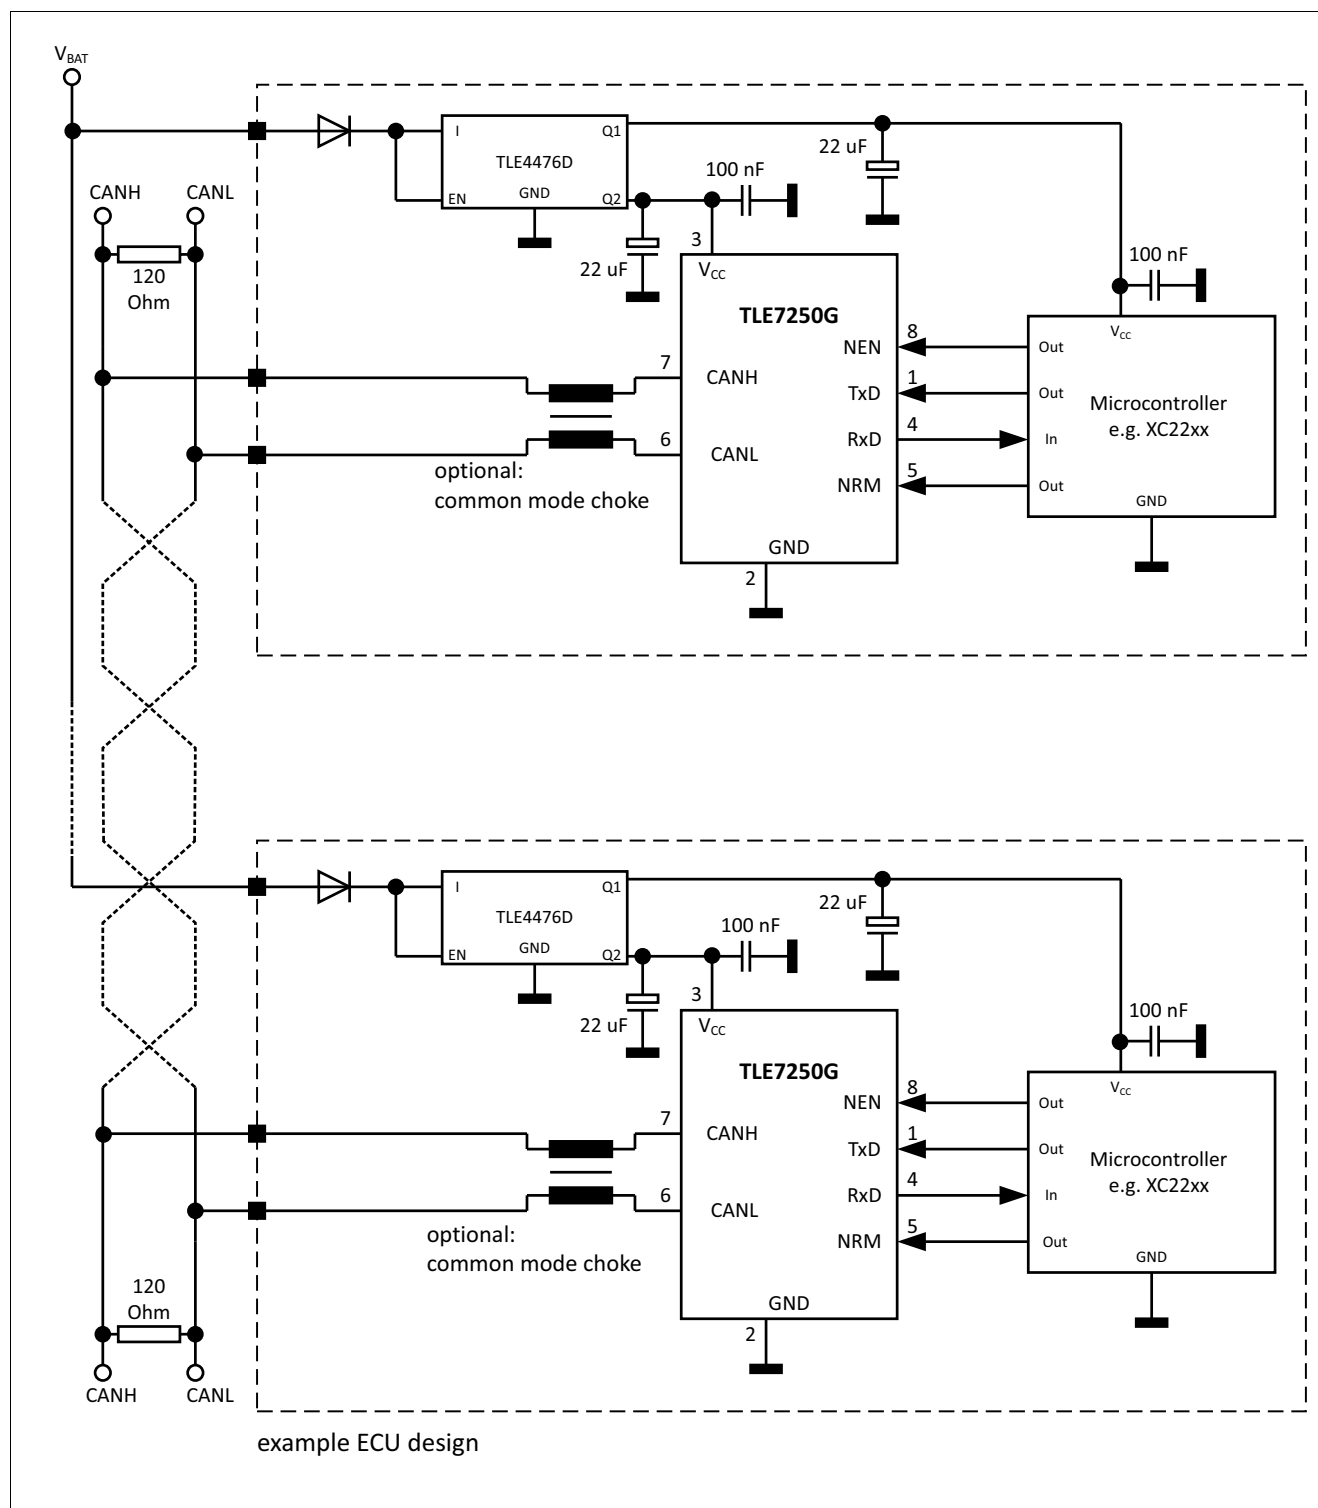 VBAT
I
Q1
22 uF
TLE4476D
100 nF
CANH
CANL
EN
GND
Q2
3
22 uF
VCC
100 nF
120
Ohm
TLE7250G
VCC
8
NEN
Out
7
CANH
1
TxD
Out
Microcontroller
e.g. XC22xx
4
RxD
In
6
CANL
optional:
common mode choke
5
NRM
Out
GND
GND
2
I
Q1
22 uF
TLE4476D
100 nF
EN
GND
Q2
3
22 uF
VCC
100 nF
TLE7250G
VCC
8
NEN
Out
7
CANH
1
TxD
Out
Microcontroller
e.g. XC22xx
4
RxD
In
6
CANL
optional:
common mode choke
5
NRM
Out
GND
120
Ohm
GND
2
CANH
CANL
example ECU design